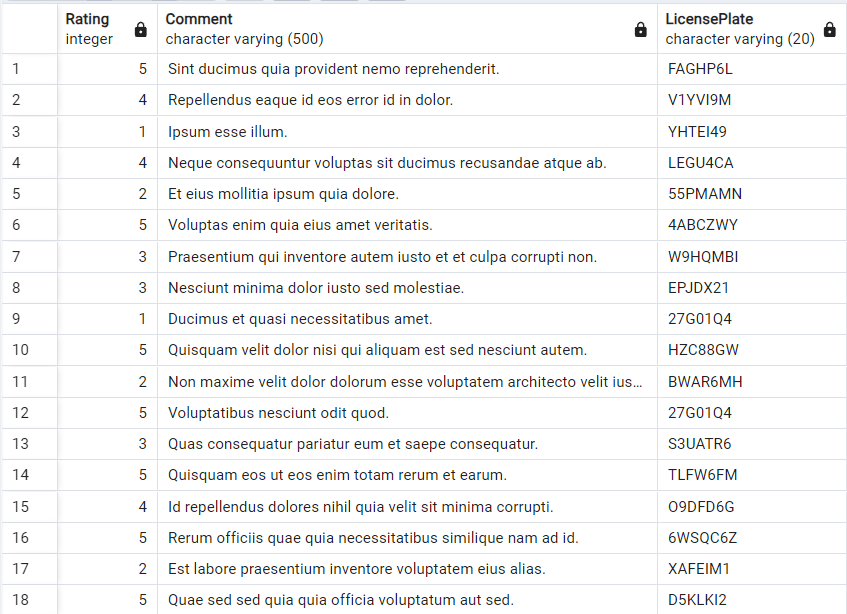 Rating Comment LicensePlate
integer character varying (500) character varying (20)
1 5 Sint ducimus quia provident nemo reprehenderit. FAGHP6L
2 4 Repellendus eaque id eos error id in dolor. V1YVI9M
3 1 Ipsum esse illum. YHTEI49
4 4 Neque consequuntur voluptas sit ducimus recusandae atque ab. LEGU4CA
5 2 Et eius mollitia ipsum quia dolore. 55PMAMN
6 5 Voluptas enim quia eius amet veritatis. 4ABCZWY
7 3 Praesentium qui inventore autem iusto et et culpa corrupti non. W9HQMBI
8 3 Nesciunt minima dolor iusto sed molestiae. EPJDX21
9 1 Ducimus et quasi necessitatibus amet. 27G01Q4
10 5 Quisquam velit dolor nisi qui aliquam est sed nesciunt autem. HZC88GW
11 2 Non maxime velit dolor dolorum esse voluptatem architecto velit ius… BWAR6MH
12 5 Voluptatibus nesciunt odit quod. 27G01Q4
13 3 Quas consequatur pariatur eum et saepe consequatur. S3UATR6
14 5 Quisquam eos ut eos enim totam rerum et earum. TLFW6FM
15 4 Id repellendus dolores nihil quia velit sit minima corrupti. O9DFD6G
16 5 Rerum officiis quae quia necessitatibus similique nam ad id. 6WSQC6Z
17 2 Est labore praesentium inventore voluptatem eius alias. XAFEIM1
18 5 Quae sed sed quia quia officia voluptatum aut sed. D5KLKI2